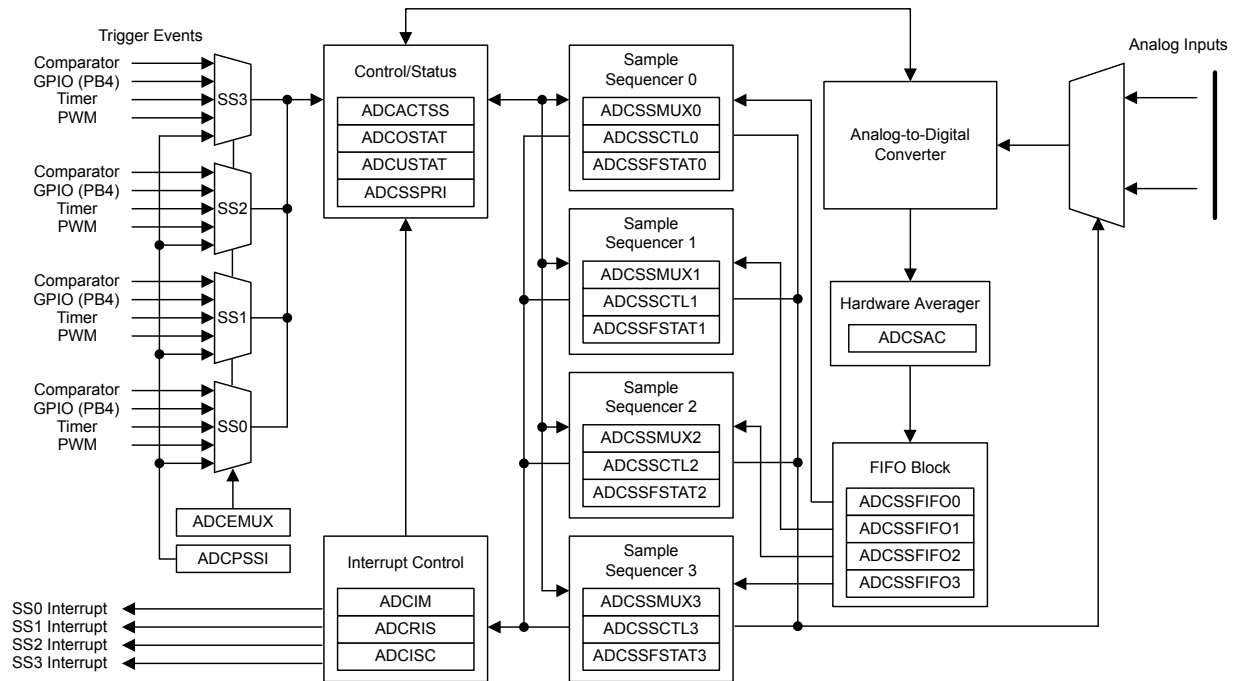 Trigger Events
Comparator
GPIO (PB4)
Timer
PWM
SS3
Comparator
GPIO (PB4)
Timer
PWM
SS2
Comparator
GPIO (PB4)
Timer
PWM
SS1
Comparator
GPIO (PB4)
Timer
PWM
SS0
ADCEMUX
ADCPSSI
SS0 Interrupt
SS1 Interrupt
SS2 Interrupt
SS3 Interrupt
Control/Status
ADCACTSS
ADCOSTAT
ADCUSTAT
ADCSSPRI
Interrupt Control
ADCIM
ADCRIS
ADCISC
Sample
Sequencer 0
ADCSSMUX0
ADCSSCTL0
ADCSSFSTAT0
Sample
Sequencer 1
ADCSSMUX1
ADCSSCTL1
ADCSSFSTAT1
Sample
Sequencer 2
ADCSSMUX2
ADCSSCTL2
ADCSSFSTAT2
Sample
Sequencer 3
ADCSSMUX3
ADCSSCTL3
ADCSSFSTAT3
Analog-to-Digital
Converter
Hardware Averager
ADCSAC
FIFO Block
ADCSSFIFO0
ADCSSFIFO1
ADCSSFIFO2
ADCSSFIFO3
Analog Inputs